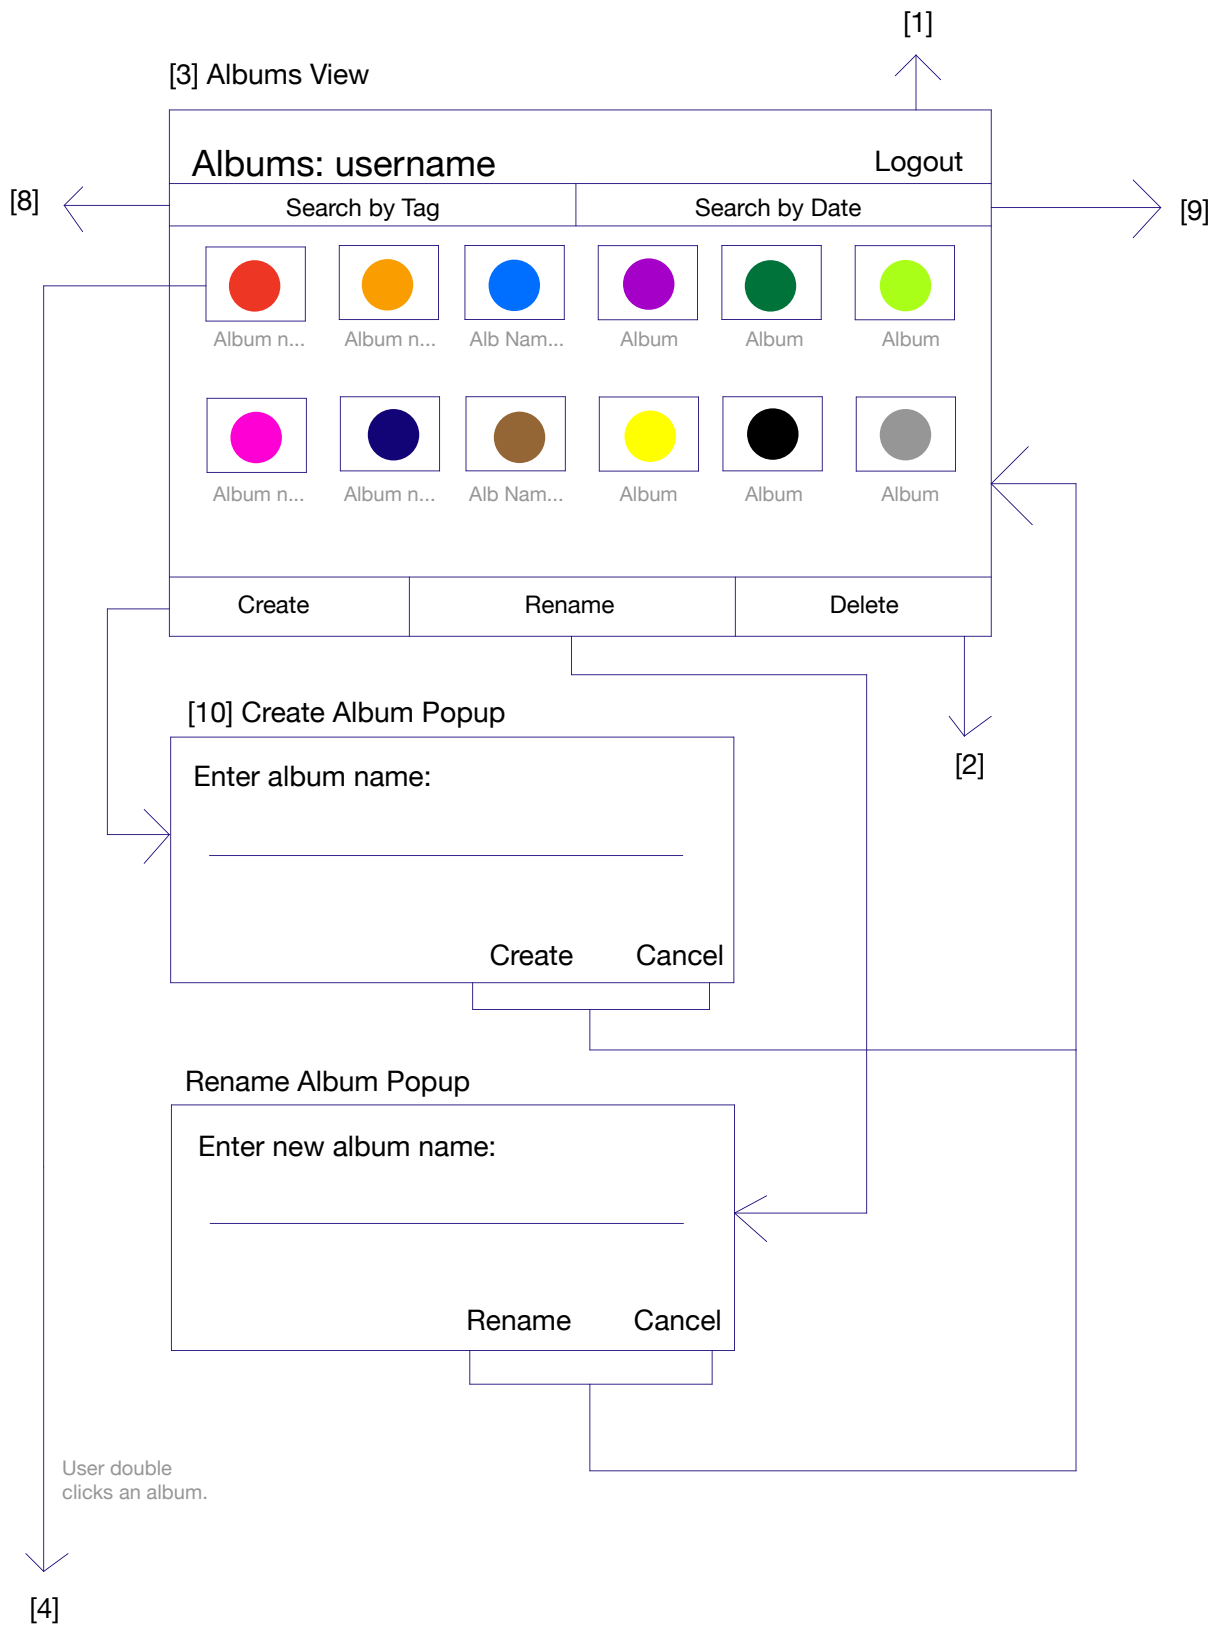 [1]
[3] Albums View
Albums: username
Logout
[8]
Search by Tag
Search by Date
[9]
Album n...
Album n...
Alb Nam...
Album
Album
Album
Album n...
Album n...
Alb Nam...
Album
Album
Album
Create
Rename
Delete
[10] Create Album Popup
[2]
Enter album name:
Create
Cancel
Rename Album Popup
Enter new album name:
Rename
Cancel
User double
clicks an album.
[4]